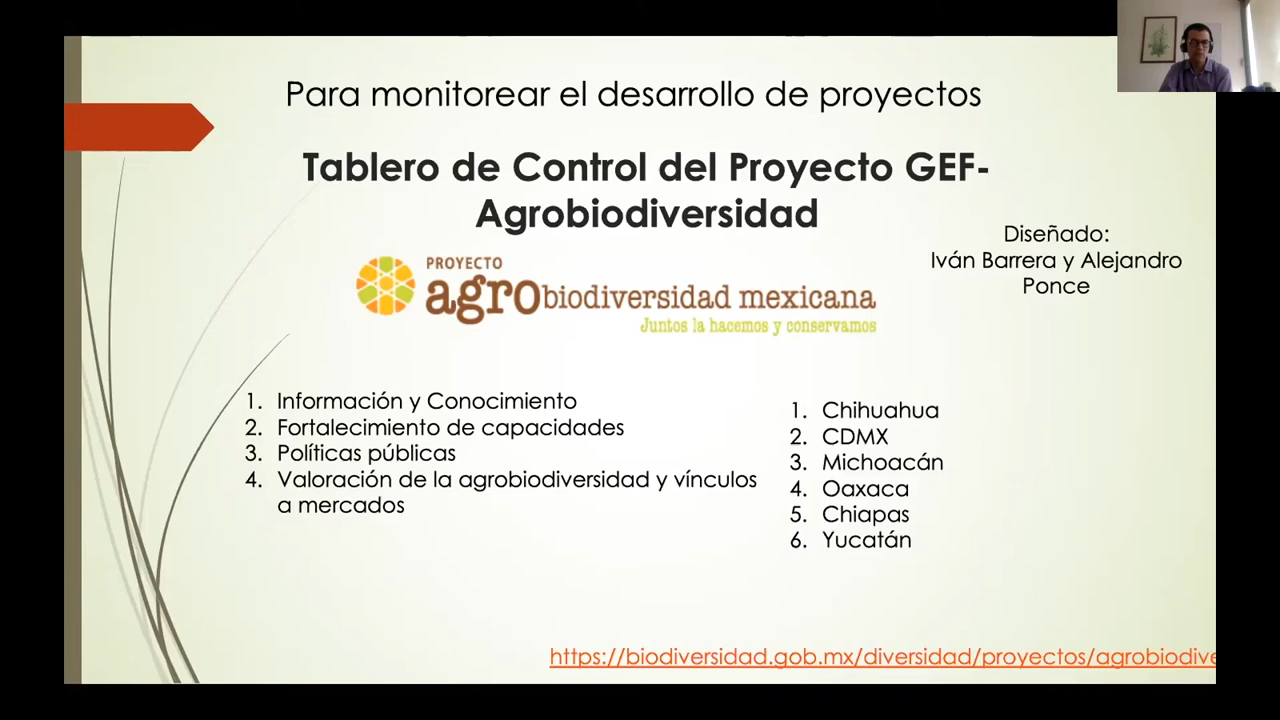 Para monitorear el desarrollo de proyectos
Tablero de Control del Proyecto GEF-
Agrobiodiversidad
Diseñado:
Iván Barrera y Alejandro
Ponce
PROYECTO
agrobiodiversidad mexicana
Juntos la hacemos y conservamos
1. Información y Conocimiento
2. Fortalecimiento de capacidades
3. Políticas públicas
4. Valoración de la agrobiodiversidad y vínculos
a mercados
1. Chihuahua
2. CDMX
3. Michoacán
4. Oaxaca
5. Chiapas
6. Yucatán
https://biodiversidad.gob.mx/diversidad/proyectos/agrobiodive